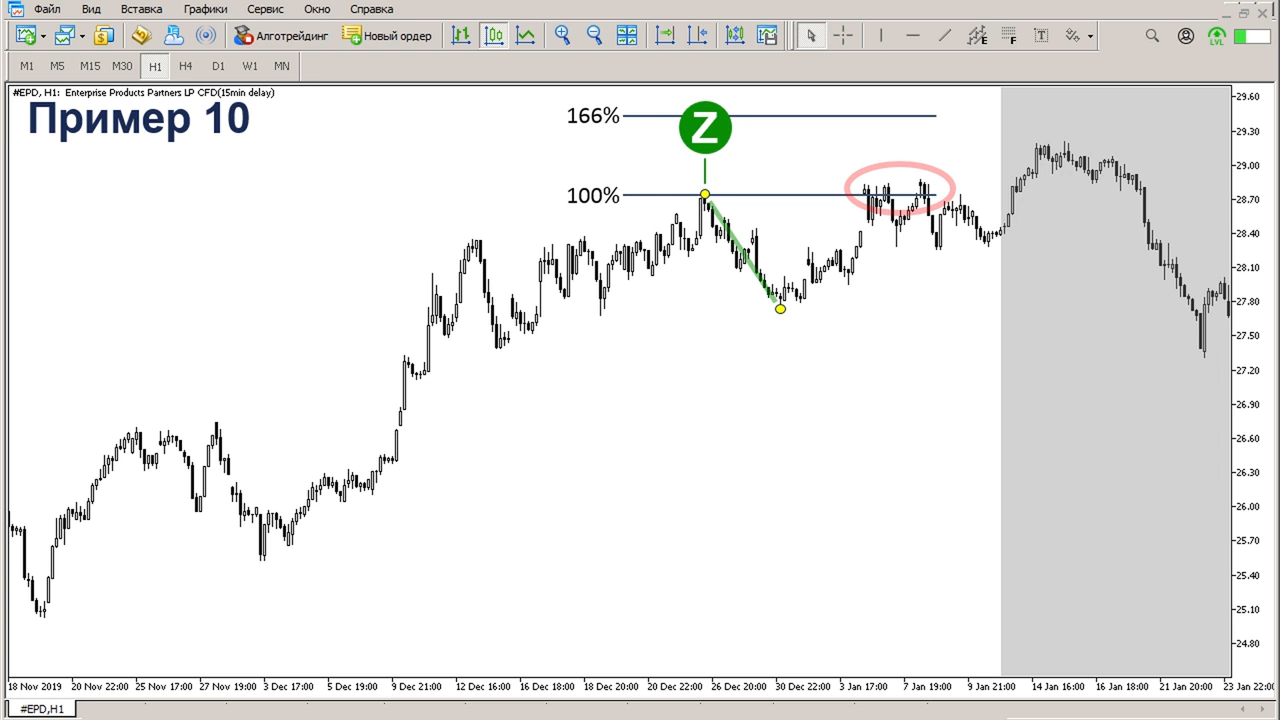 Файл Вид Вставка Графики Сервис Окно Справка
Алготрейдинг Новый ордер E F T LVL
M1 M5 M15 M30 H1 H4 D1 W1 MN
#EPD, H1: Enterprise Products Partners LP CFD(15min delay)
Пример 10
166%
Z
100%
29.60
29.30
29.00
28.70
28.40
28.10
27.80
27.50
27.20
26.90
26.60
26.30
26.00
25.70
25.40
25.10
24.80
18 Nov 2019 20 Nov 22:00 25 Nov 17:00 27 Nov 19:00 3 Dec 17:00 5 Dec 19:00 9 Dec 21:00 12 Dec 16:00 16 Dec 18:00 18 Dec 20:00 20 Dec 22:00 26 Dec 20:00 30 Dec 22:00 3 Jan 17:00 7 Jan 19:00 9 Jan 21:00 14 Jan 16:00 16 Jan 18:00 21 Jan 20:00 23 Jan 22:00
#EPD,H1